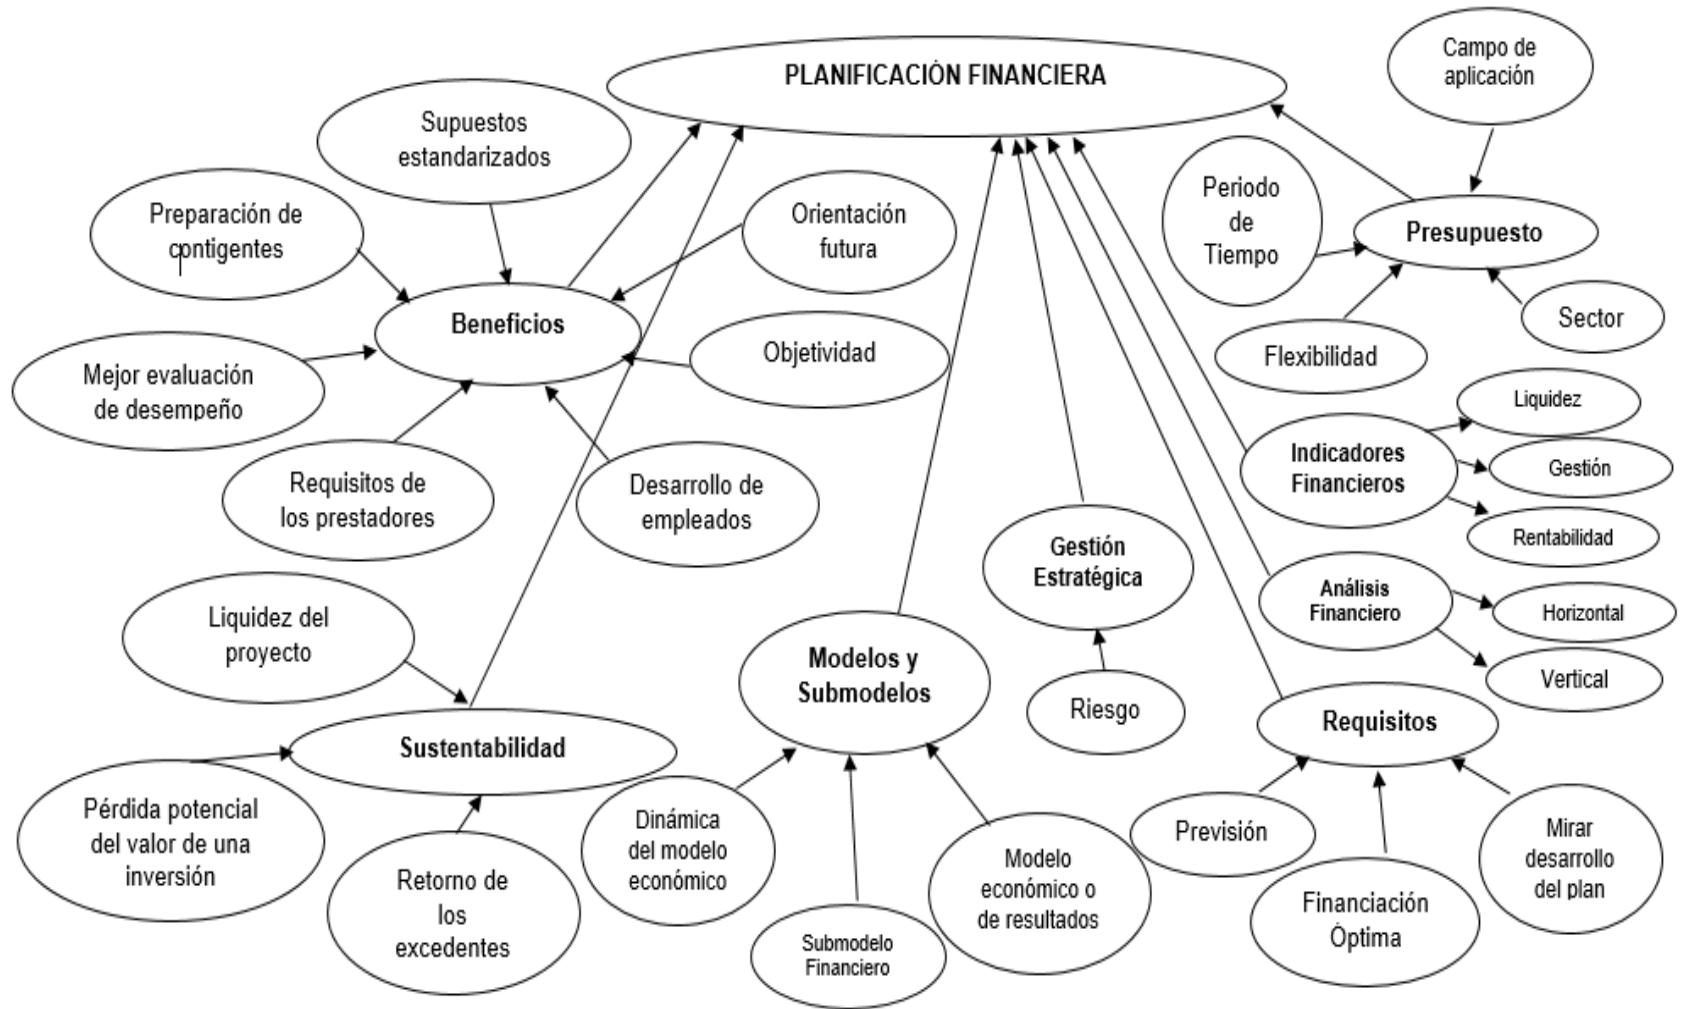 PLANIFICACIÓN FINANCIERA
Campo de
aplicación
Supuestos
estandarizados
Periodo
de
Tiempo
Preparación de
contigentes
Orientación
futura
Presupuesto
Beneficios
Sector
Objetividad
Flexibilidad
Mejor evaluación
de desempeño
Liquidez
Indicadores
Financieros
Gestión
Requisitos de
los prestadores
Desarrollo de
empleados
Rentabilidad
Gestión
Estratégica
Análisis
Financiero
Horizontal
Liquidez del
proyecto
Modelos y
Submodelos
Vertical
Riesgo
Requisitos
Sustentabilidad
Pérdida potencial
del valor de una
inversión
Dinámica
del modelo
económico
Previsión
Mirar
desarrollo
del plan
Retorno de
los
excedentes
Modelo
económico o
de resultados
Financiación
Óptima
Submodelo
Financiero